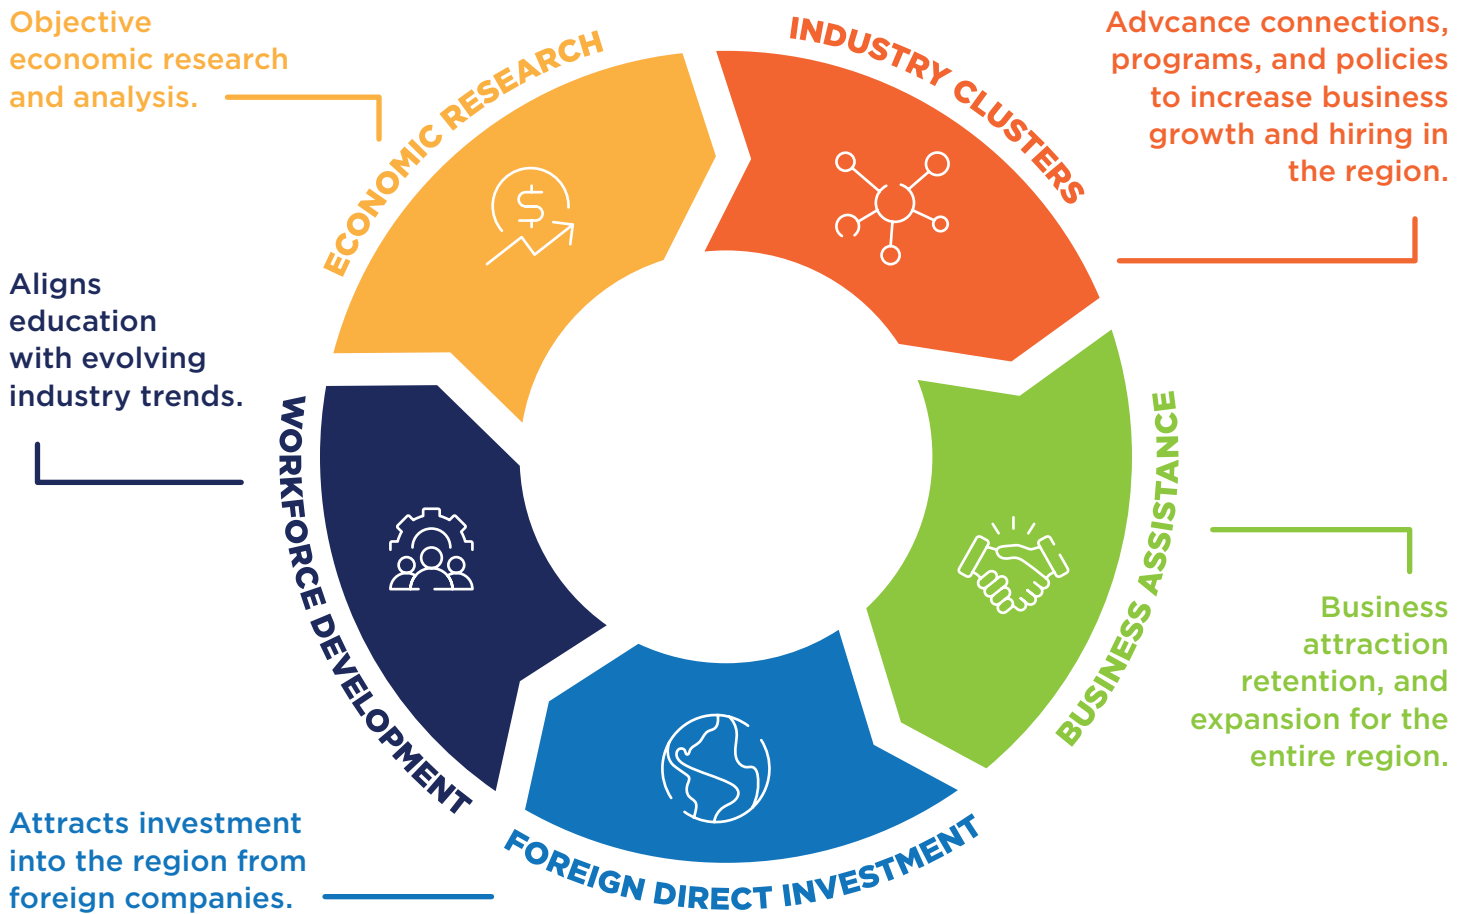 Objective
economic research
and analysis.
ECONOMIC RESEARCH
INDUSTRY CLUSTERS
Advcance connections,
programs, and policies
to increase business
growth and hiring in
the region.
Aligns
education
with evolving
industry trends.
WORKFORCE DEVELOPMENT
BUSINESS ASSISTANCE
Business
attraction
retention, and
expansion for the
entire region.
Attracts investment
into the region from
foreign companies.
FOREIGN DIRECT INVESTMENT
$